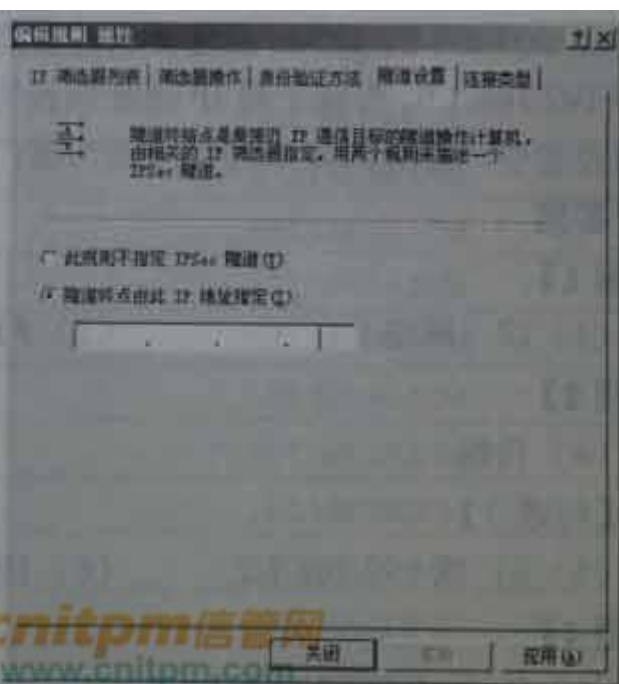 编辑规则 属性
IP 筛选器列表 筛选器操作 身份验证方法 隧道设置 连接类型
隧道终结点是最接近 IP 通信目标的隧道操作计算机,
由相关的 IP 筛选器指定。用两个规则来描述一个
IPSec 隧道。
此规则不指定 IPSec 隧道(T)
隧道终点由此 IP 地址指定(I):
cnitpm信管网
www.cnitpm.com
关闭 取消 应用(A)